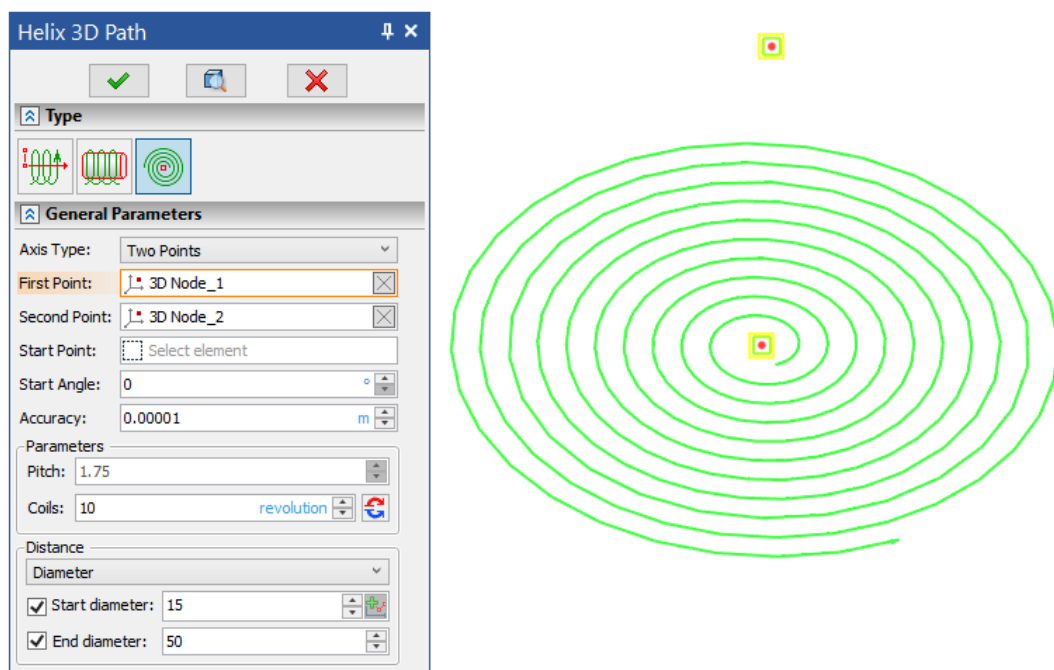 Helix 3D Path
Type
General Parameters
Axis Type: Two Points
First Point: 3D Node_1
Second Point: 3D Node_2
Start Point: Select element
Start Angle: 0 °
Accuracy: 0.00001 m
Parameters
Pitch: 1.75
Coils: 10 revolution
Distance
Diameter
Start diameter: 15
End diameter: 50